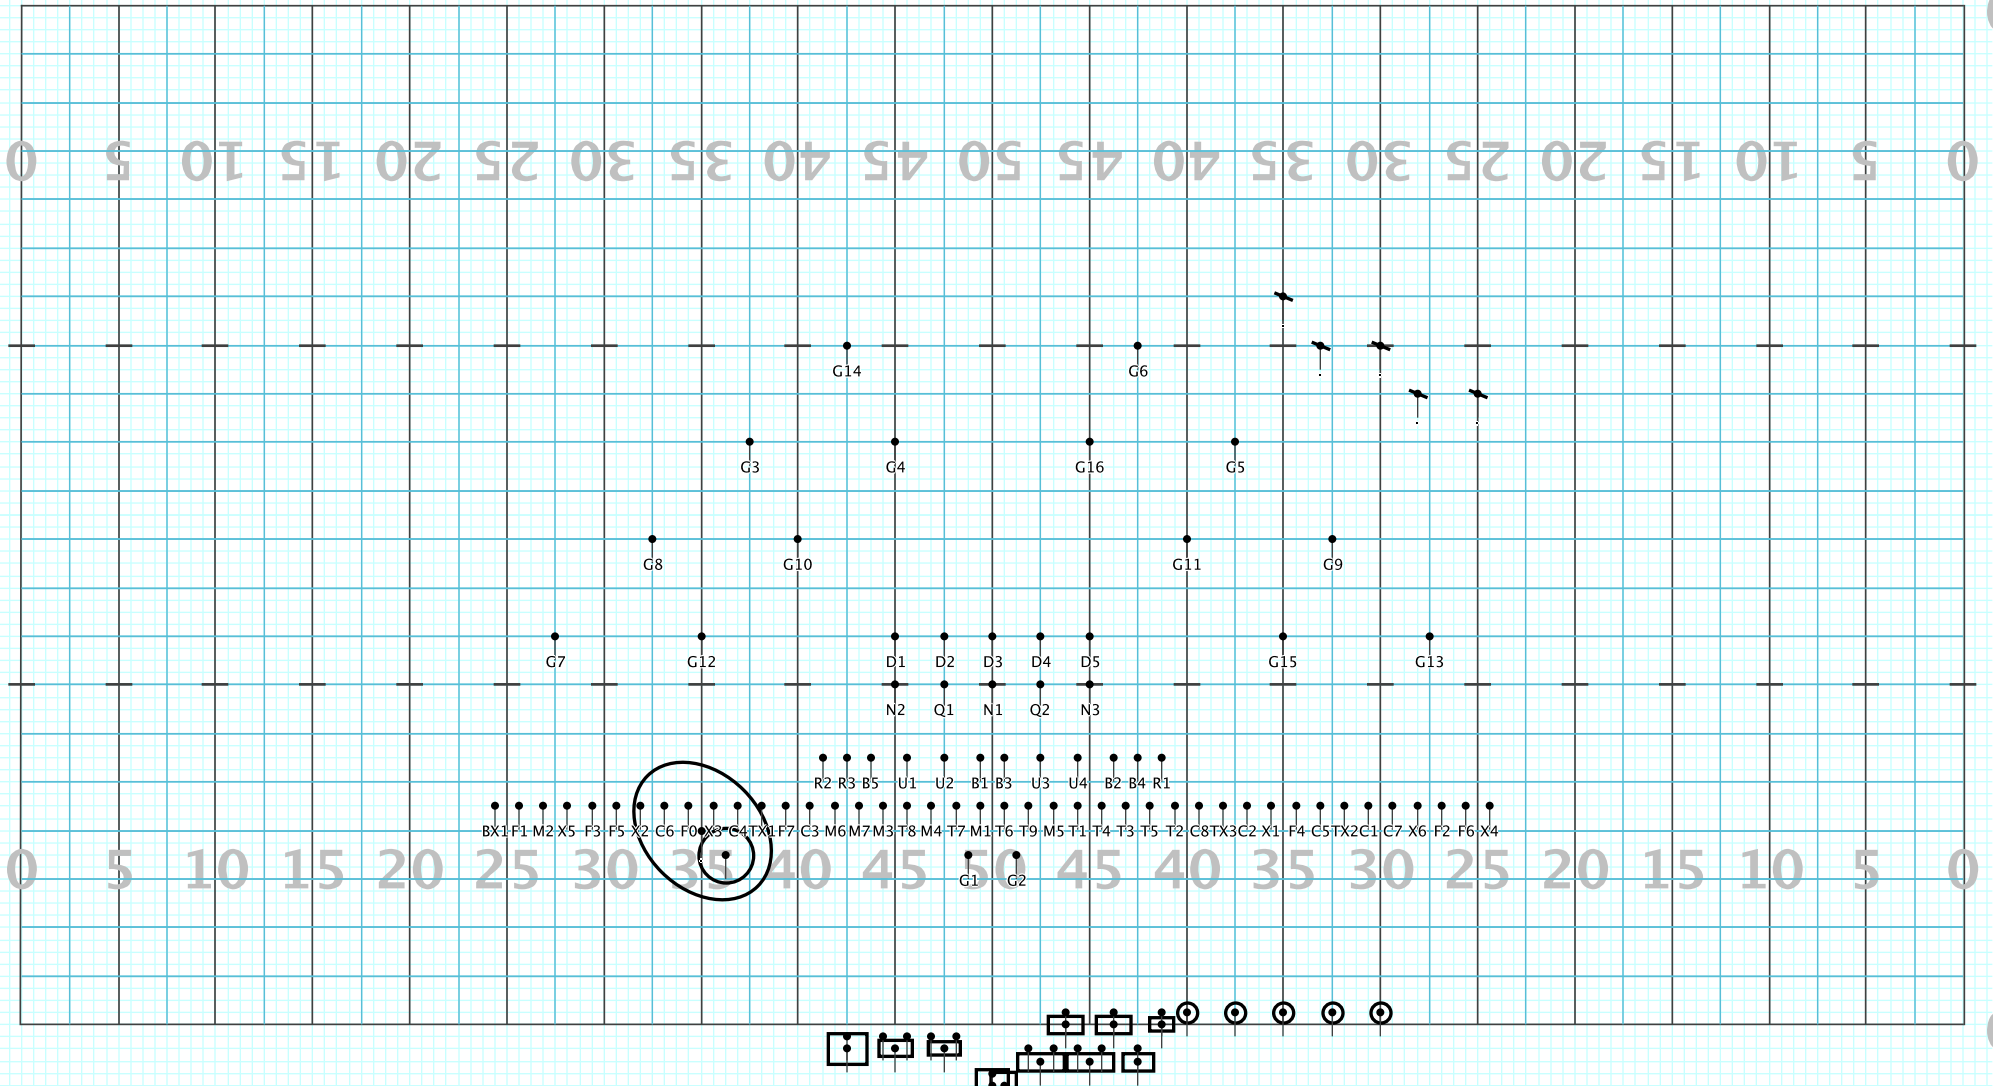 0 5 10 15 20 25 30 35 40 45 50 45 40 35 30 25 20 15 10 5 0
G14 G6
G3 G4 G16 G5
G8 G10 G11 G9
G7 G12 D1 D2 D3 D4 D5 G15 G13
N2 Q1 N1 Q2 N3
R2 R3 B5 U1 U2 B1 B3 U3 U4 B2 B4 R1
BX1 F1 M2 X5 F3 F5 X2 C6 F0 X3 C4 TX1 F7 C3 M6 M7 M3 T8 M4 T7 M1 T6 T9 M5 T1 T4 T3 T5 T2 C8 TX3 C2 X1 F4 C5 TX2 C1 C7 X6 F2 F6 X4
0 5 10 15 20 25 30 35 40 45 50 45 40 35 30 25 20 15 10 5 0
G1 G2